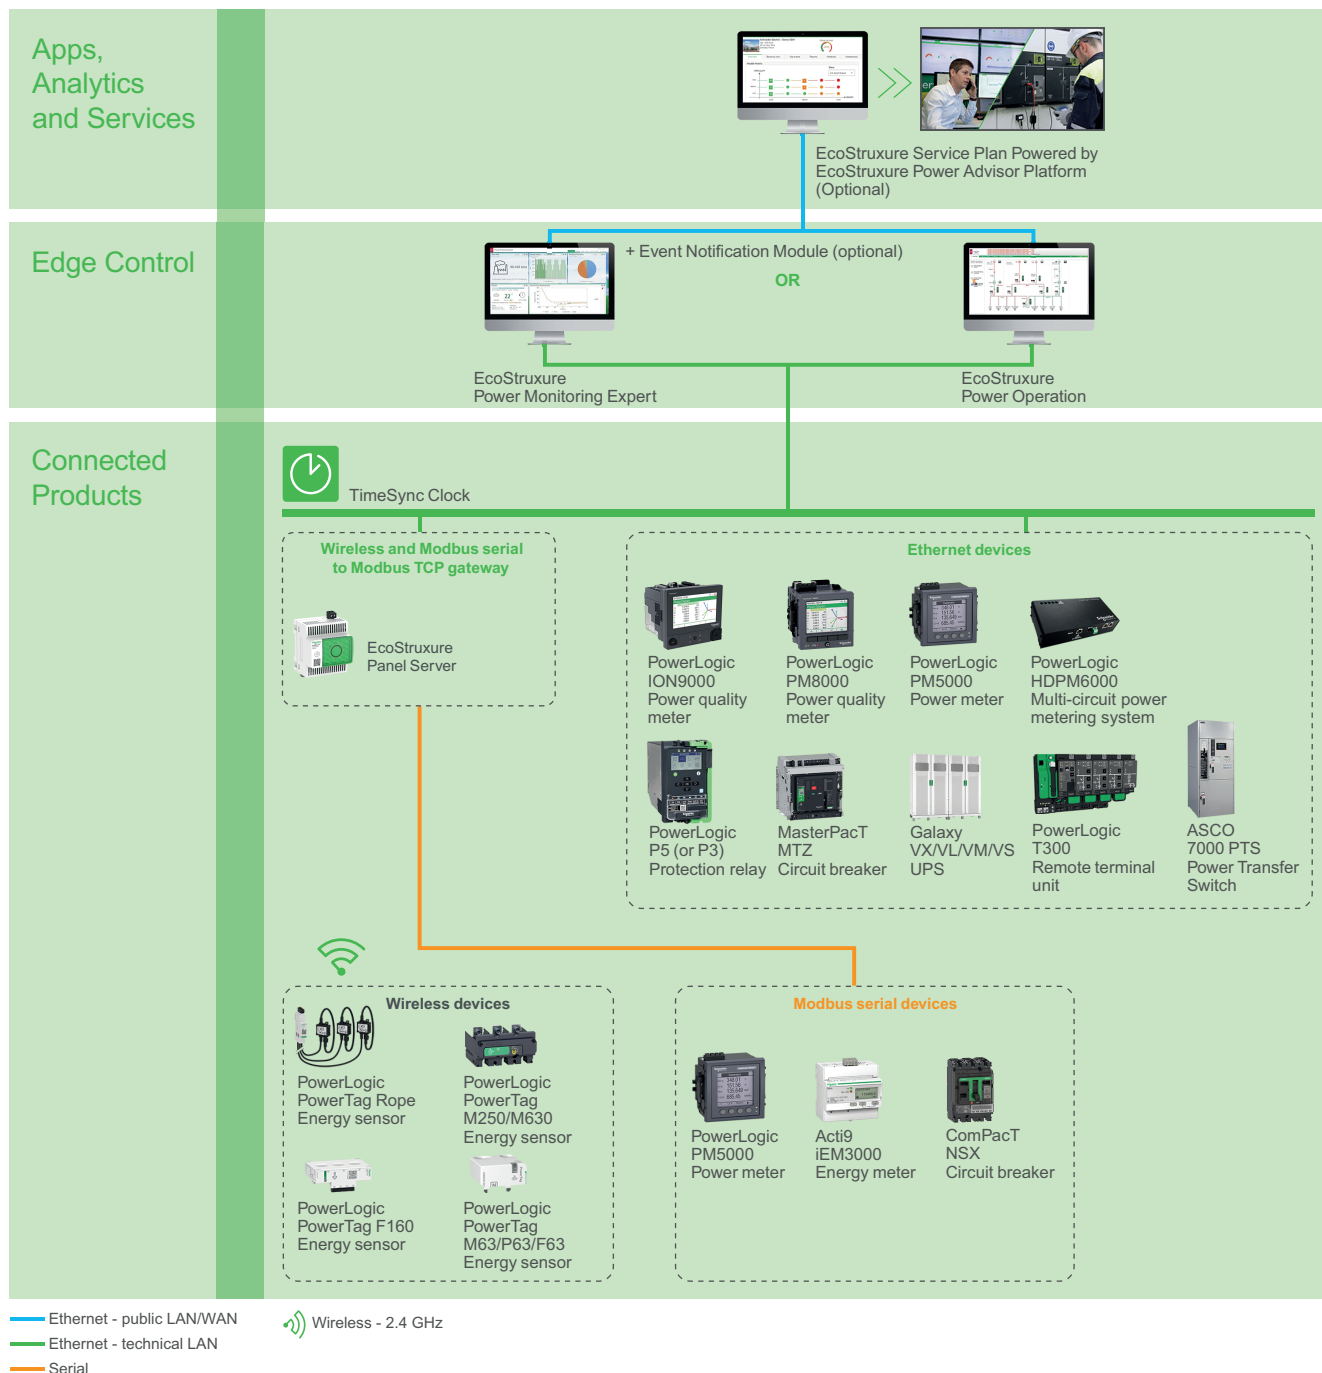 Apps,
Analytics
and Services
EcoStruxure Service Plan Powered by
EcoStruxure Power Advisor Platform
(Optional)
Edge Control
+ Event Notification Module (optional)
OR
EcoStruxure
Power Monitoring Expert
EcoStruxure
Power Operation
Connected
Products
TimeSync Clock
Wireless and Modbus serial
to Modbus TCP gateway
EcoStruxure
Panel Server
Ethernet devices
PowerLogic
ION9000
Power quality
meter
PowerLogic
PM8000
Power quality
meter
PowerLogic
PM5000
Power meter
PowerLogic
HDPM6000
Multi-circuit power
metering system
PowerLogic
P5 (or P3)
Protection relay
MasterPacT
MTZ
Circuit breaker
Galaxy
VX/VL/VM/VS
UPS
PowerLogic
T300
Remote terminal
unit
ASCO
7000 PTS
Power Transfer
Switch
Wireless devices
PowerLogic
PowerTag Rope
Energy sensor
PowerLogic
PowerTag
M250/M630
Energy sensor
PowerLogic
PowerTag F160
Energy sensor
PowerLogic
PowerTag
M63/P63/F63
Energy sensor
Modbus serial devices
PowerLogic
PM5000
Power meter
Acti9
iEM3000
Energy meter
ComPacT
NSX
Circuit breaker
Ethernet - public LAN/WAN
Ethernet - technical LAN
Serial
Wireless - 2.4 GHz